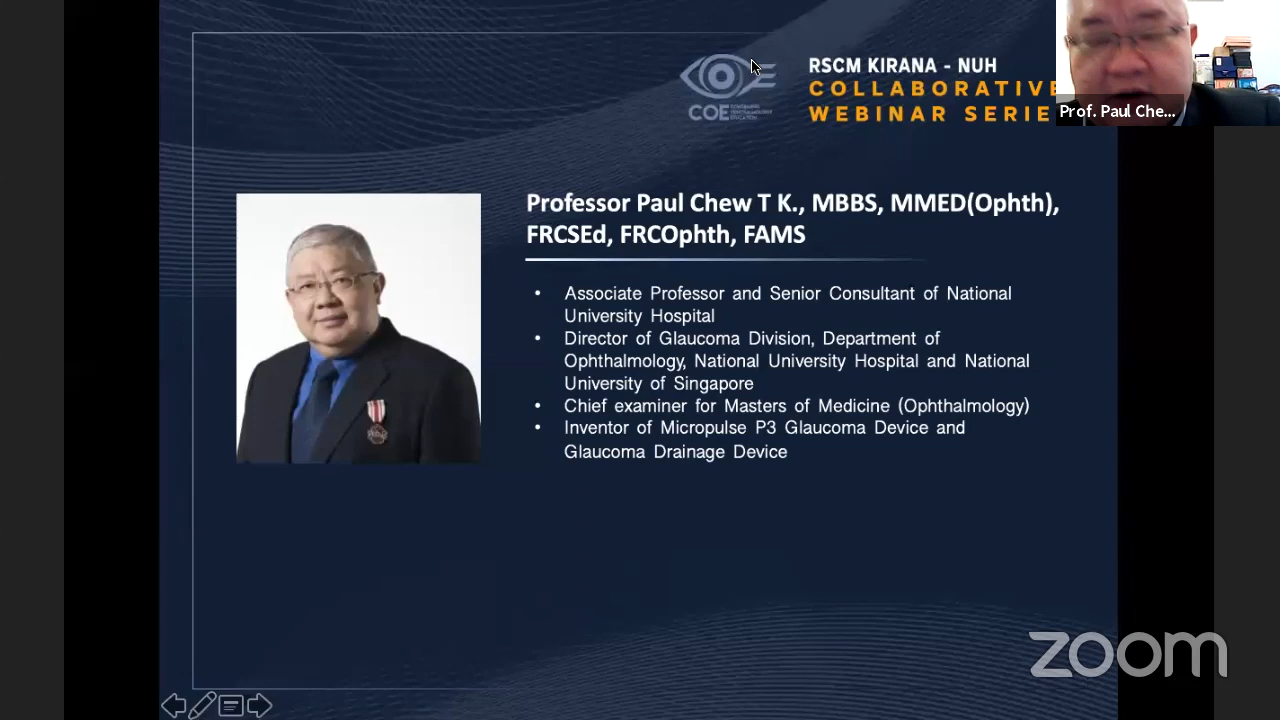 RSCM KIRANA - NUH
COLLABORATIVE
WEBINAR SERIE
COE
Prof. Paul Che...
Professor Paul Chew T K., MBBS, MMED(Ophth),
FRCSEd, FRCOphth, FAMS
• Associate Professor and Senior Consultant of National
University Hospital
• Director of Glaucoma Division, Department of
Ophthalmology, National University Hospital and National
University of Singapore
• Chief examiner for Masters of Medicine (Ophthalmology)
• Inventor of Micropulse P3 Glaucoma Device and
Glaucoma Drainage Device
zoom